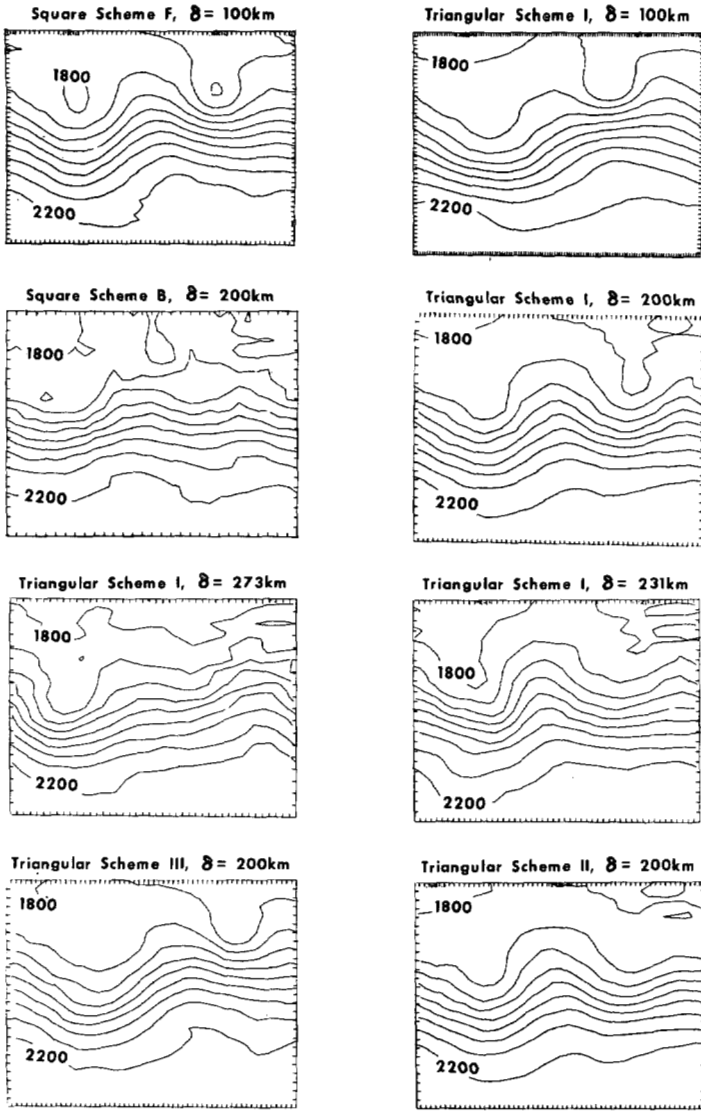 Square Scheme F, δ= 100km
Triangular Scheme I, δ= 100km
1800
1800
2200
2200
Square Scheme B, δ= 200km
Triangular Scheme I, δ= 200km
1800
1800
2200
2200
Triangular Scheme I, δ= 273km
Triangular Scheme I, δ= 231km
1800
1800
2200
2200
Triangular Scheme III, δ= 200km
Triangular Scheme II, δ= 200km
1800
1800
2200
2200